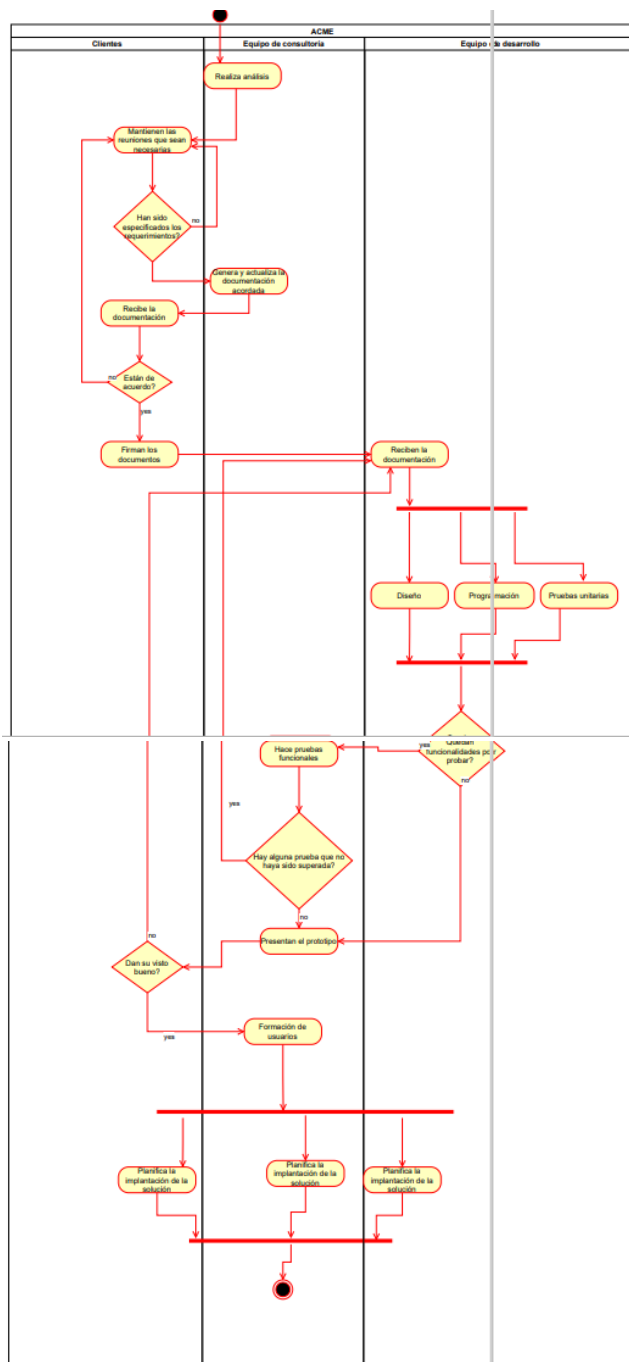 ACME
Clientes
Equipo de consultoria
Equipo de desarrollo
Realiza análisis
Mantienen las
reuniones que sean
necesarias
Han sido
especificados los
requerimientos?
no
Genera y actualiza la
documentación
acordada
Recibe la
documentación
Están de
acuerdo?
no
yes
Firman los
documentos
Reciben la
documentación
Diseño
Programación
Pruebas unitarias
Quedan
funcionalidades por
probar?
yes
no
Hace pruebas
funcionales
yes
Hay alguna prueba que no
haya sido superada?
no
Presentan el prototipo
no
Dan su visto
bueno?
yes
Formación de
usuarios
Planifica la
implantación de la
solución
Planifica la
implantación de la
solución
Planifica la
implantación de la
solución